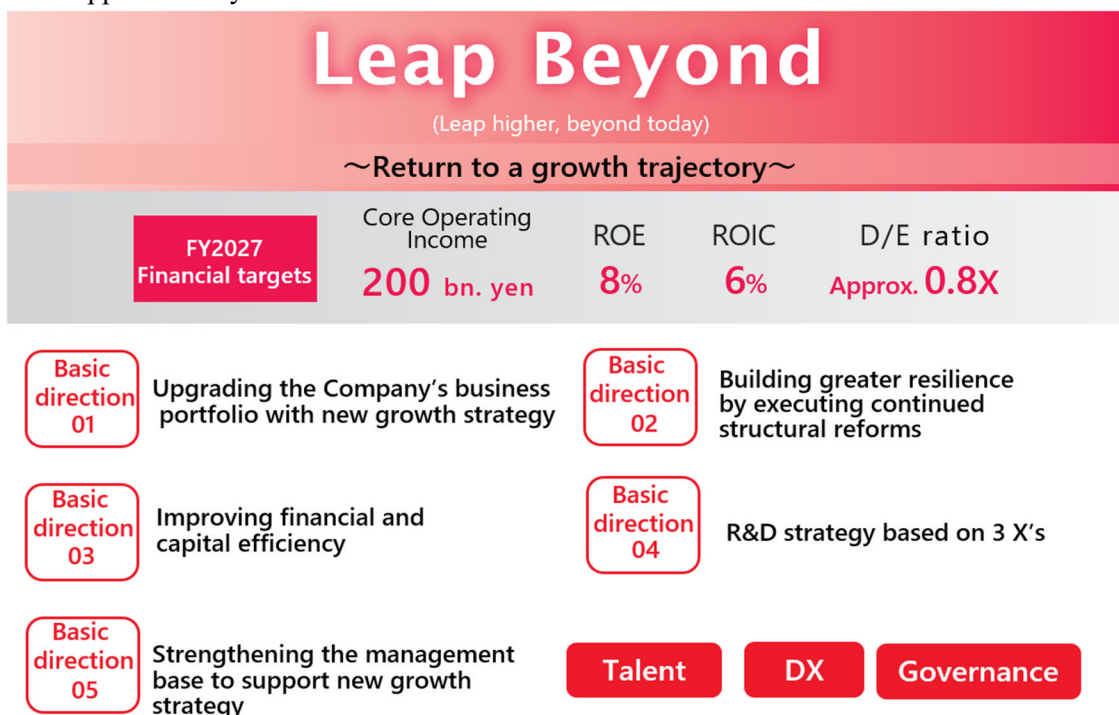 Leap Beyond
(Leap higher, beyond today)
～Return to a growth trajectory～
FY2027
Financial targets
Core Operating
Income
200 bn. yen
ROE
8%
ROIC
6%
D/E ratio
Approx. 0.8X
Basic
direction
01
Upgrading the Company's business
portfolio with new growth strategy
Basic
direction
02
Building greater resilience
by executing continued
structural reforms
Basic
direction
03
Improving financial and
capital efficiency
Basic
direction
04
R&D strategy based on 3 X's
Basic
direction
05
Strengthening the management
base to support new growth
strategy
Talent
DX
Governance